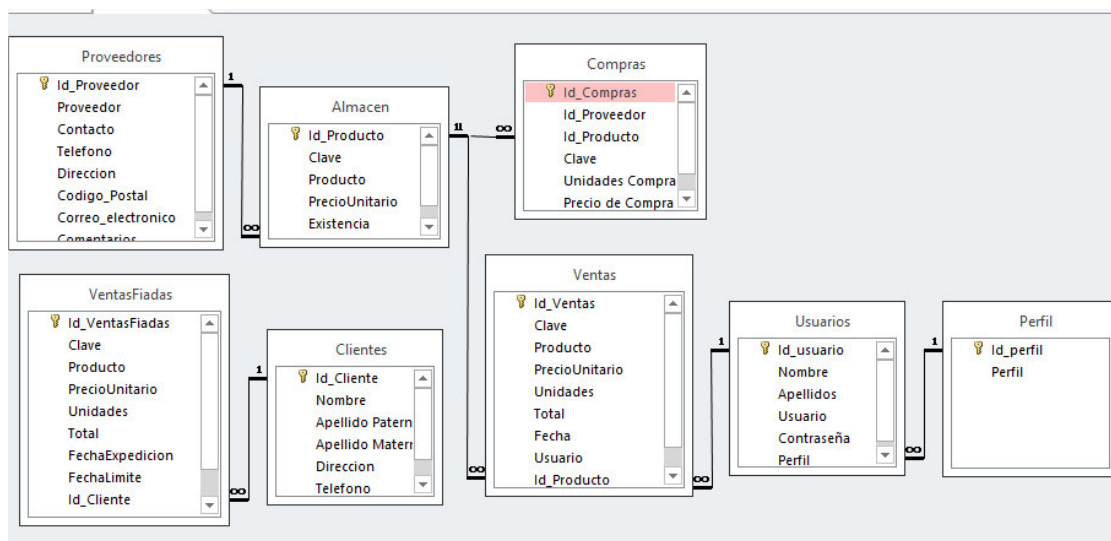 Proveedores
Id_Proveedor
Proveedor
Contacto
Telefono
Direccion
Codigo_Postal
Correo_electronico
Comentarios
1
∞
Almacen
Id_Producto
Clave
Producto
PrecioUnitario
Existencia
11
∞
Compras
Id_Compras
Id_Proveedor
Id_Producto
Clave
Unidades Compra
Precio de Compra
VentasFiadas
Id_VentasFiadas
Clave
Producto
PrecioUnitario
Unidades
Total
FechaExpedicion
FechaLimite
Id_Cliente
1
∞
Clientes
Id_Cliente
Nombre
Apellido Patern
Apellido Matern
Direccion
Telefono
∞
Ventas
Id_Ventas
Clave
Producto
PrecioUnitario
Unidades
Total
Fecha
Usuario
Id_Producto
1
∞
Usuarios
Id_usuario
Nombre
Apellidos
Usuario
Contraseña
Perfil
1
∞
Perfil
Id_perfil
Perfil